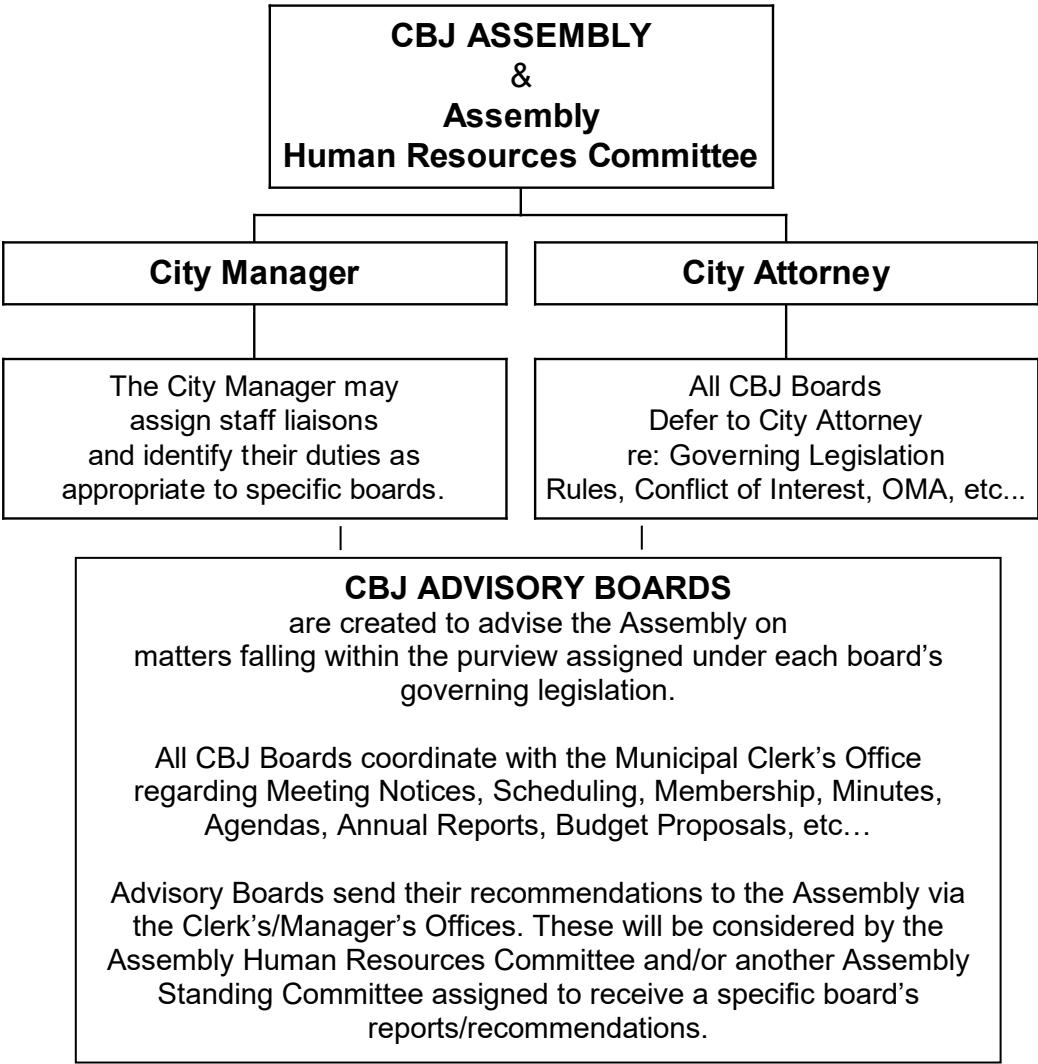 CBJ ASSEMBLY
&
Assembly
Human Resources Committee
City Manager
City Attorney
The City Manager may
assign staff liaisons
and identify their duties as
appropriate to specific boards.
All CBJ Boards
Defer to City Attorney
re: Governing Legislation
Rules, Conflict of Interest, OMA, etc...
CBJ ADVISORY BOARDS
are created to advise the Assembly on
matters falling within the purview assigned under each board’s
governing legislation.
All CBJ Boards coordinate with the Municipal Clerk’s Office
regarding Meeting Notices, Scheduling, Membership, Minutes,
Agendas, Annual Reports, Budget Proposals, etc…
Advisory Boards send their recommendations to the Assembly via
the Clerk’s/Manager’s Offices. These will be considered by the
Assembly Human Resources Committee and/or another Assembly
Standing Committee assigned to receive a specific board’s
reports/recommendations.